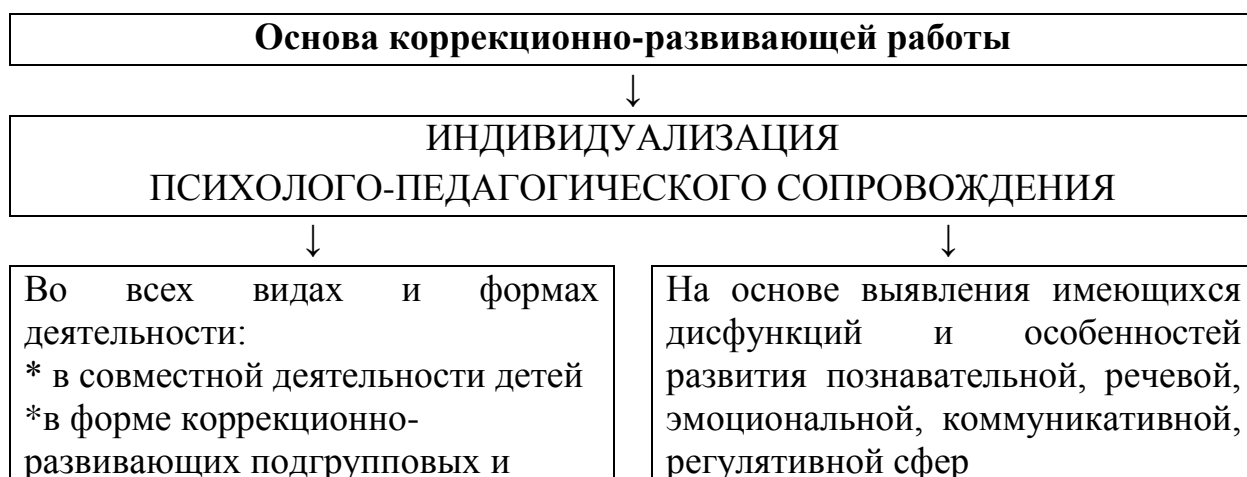 Основа коррекционно-развивающей работы
↓
ИНДИВИДУАЛИЗАЦИЯ
ПСИХОЛОГО-ПЕДАГОГИЧЕСКОГО СОПРОВОЖДЕНИЯ
↓ ↓
Во всех видах и формах
деятельности:
* в совместной деятельности детей
*в форме коррекционно-
развивающих подгрупповых и
На основе выявления имеющихся
дисфункций и особенностей
развития познавательной, речевой,
эмоциональной, коммуникативной,
регулятивной сфер